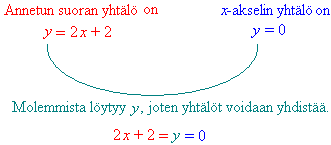 Annetun suoran yhtälö on
y = 2x + 2
x-akselin yhtälö on
y = 0
Molemmista löytyy y, joten yhtälöt voidaan yhdistää.
2x + 2 = y = 0